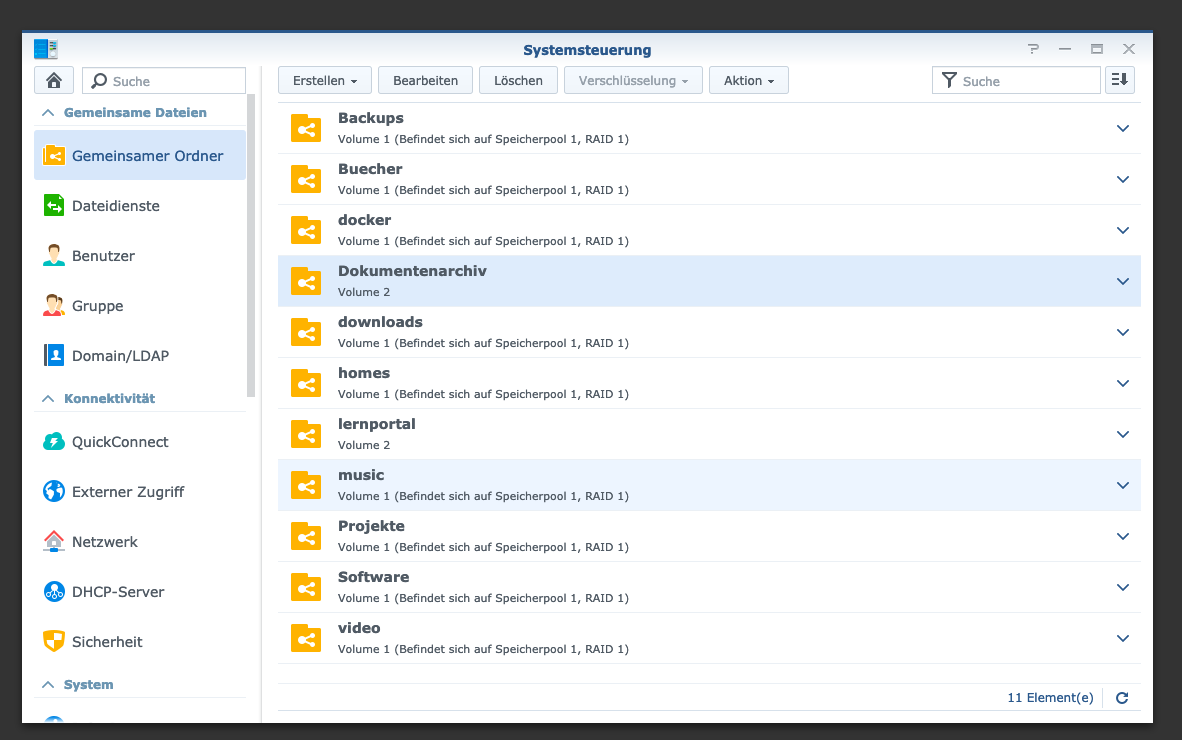 Systemsteuerung
Suche
Gemeinsame Dateien
Gemeinsamer Ordner
Dateidienste
Benutzer
Gruppe
Domain/LDAP
Konnektivität
QuickConnect
Externer Zugriff
Netzwerk
DHCP-Server
Sicherheit
System
Erstellen Bearbeiten Löschen Verschlüsselung Aktion Suche
Backups
Volume 1 (Befindet sich auf Speicherpool 1, RAID 1)
Buecher
Volume 1 (Befindet sich auf Speicherpool 1, RAID 1)
docker
Volume 1 (Befindet sich auf Speicherpool 1, RAID 1)
Dokumentenarchiv
Volume 2
downloads
Volume 1 (Befindet sich auf Speicherpool 1, RAID 1)
homes
Volume 1 (Befindet sich auf Speicherpool 1, RAID 1)
lernportal
Volume 2
music
Volume 1 (Befindet sich auf Speicherpool 1, RAID 1)
Projekte
Volume 1 (Befindet sich auf Speicherpool 1, RAID 1)
Software
Volume 1 (Befindet sich auf Speicherpool 1, RAID 1)
video
Volume 1 (Befindet sich auf Speicherpool 1, RAID 1)
11 Element(e)